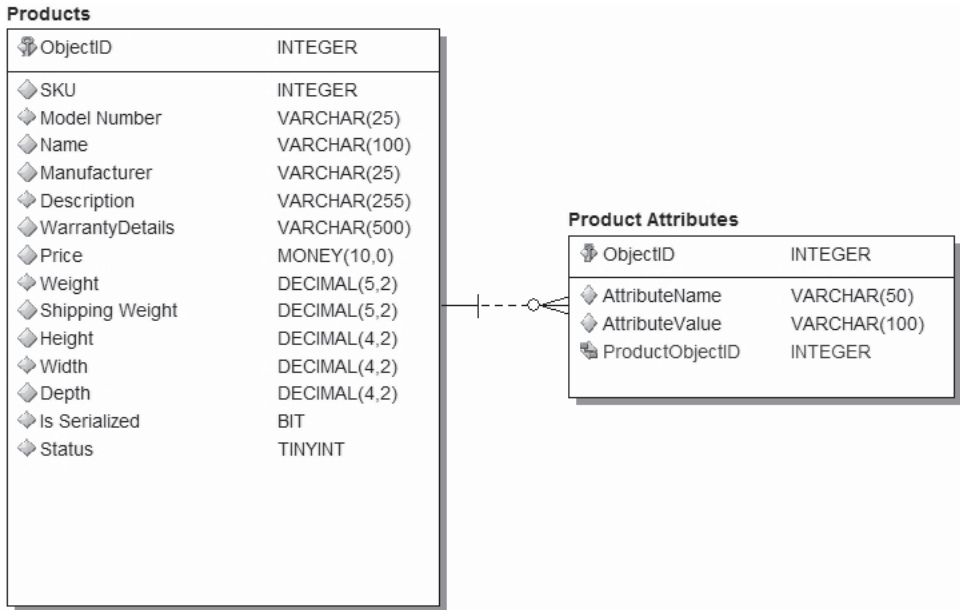 Products
ObjectID INTEGER
SKU INTEGER
Model Number VARCHAR(25)
Name VARCHAR(100)
Manufacturer VARCHAR(25)
Description VARCHAR(255)
WarrantyDetails VARCHAR(500)
Price MONEY(10,0)
Weight DECIMAL(5,2)
Shipping Weight DECIMAL(5,2)
Height DECIMAL(4,2)
Width DECIMAL(4,2)
Depth DECIMAL(4,2)
Is Serialized BIT
Status TINYINT
Product Attributes
ObjectID INTEGER
AttributeName VARCHAR(50)
AttributeValue VARCHAR(100)
ProductObjectID INTEGER